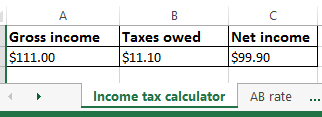 A B C
Gross income Taxes owed Net income
$111.00 $11.10 $99.90
Income tax calculator AB rate ...